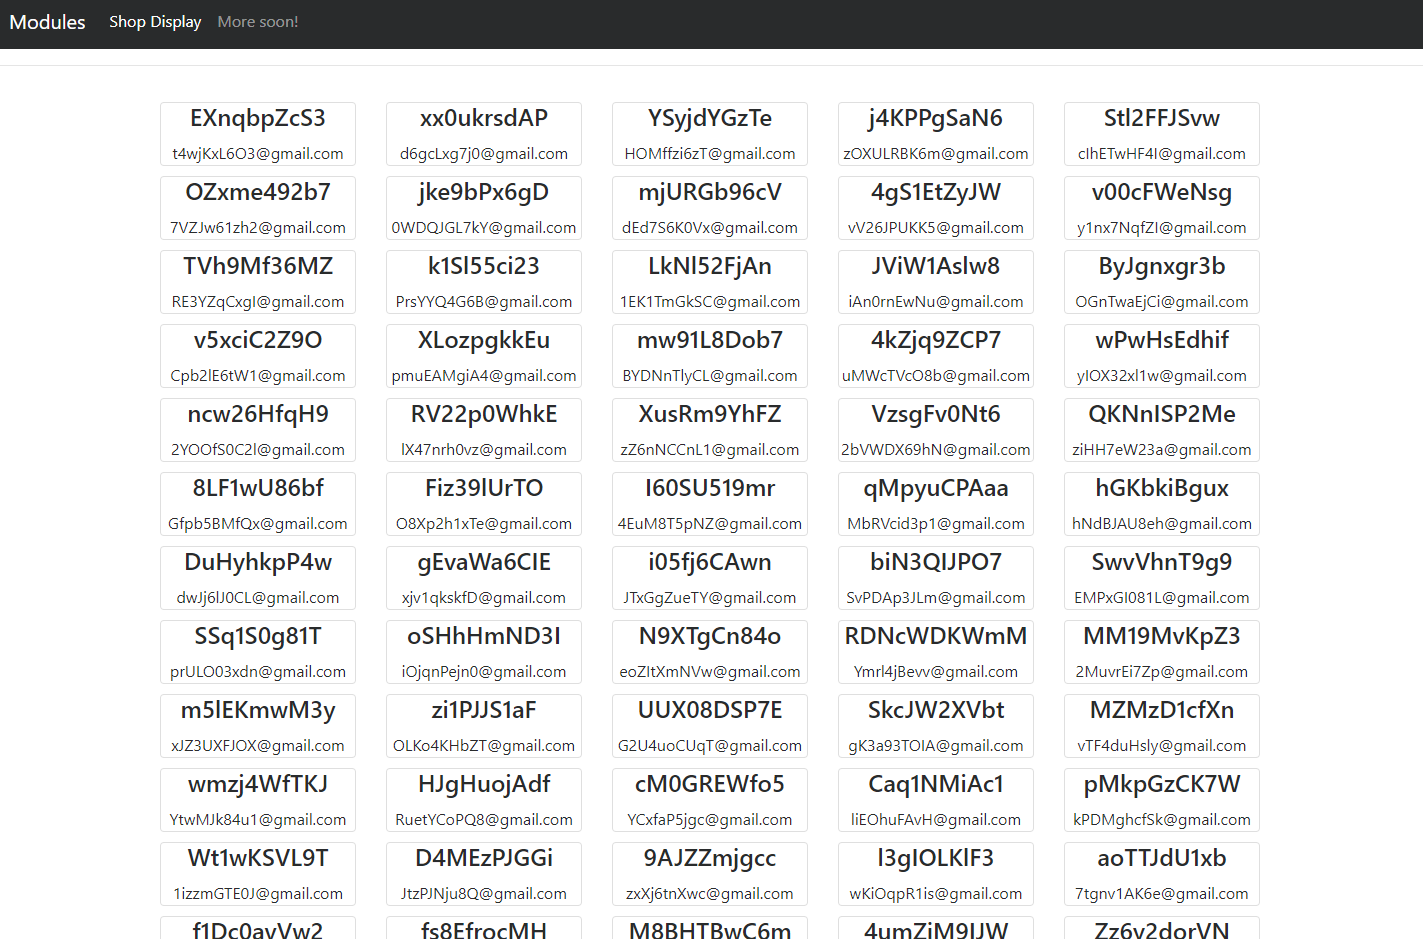 Modules Shop Display More soon!
EXnqbpZcS3 xx0ukrsdAP YSyjdYGzTe j4KPPgSaN6 Stl2FFJSvw
t4wjKxL6O3@gmail.com d6gcLxg7j0@gmail.com HOMffzi6zT@gmail.com zOXULRBK6m@gmail.com cIhETwHF4I@gmail.com
OZxme492b7 jke9bPx6gD mjURGb96cV 4gS1EtZyJW v00cFWeNsg
7VZJw61zh2@gmail.com 0WDQJGL7kY@gmail.com dEd7S6K0Vx@gmail.com vV26JPUKK5@gmail.com y1nx7NqfZI@gmail.com
TVh9Mf36MZ k1Sl55ci23 LkNl52FjAn JViW1Aslw8 ByJgnxgr3b
RE3YZqCxgI@gmail.com PrsYYQ4G6B@gmail.com 1EK1TmGkSC@gmail.com iAn0rnEwNu@gmail.com OGnTwaEjCi@gmail.com
v5xciC2Z9O XLozpgkkEu mw91L8Dob7 4kZjq9ZCP7 wPwHsEdhif
Cpb2lE6tW1@gmail.com pmuEAMgiA4@gmail.com BYDNnTlyCL@gmail.com uMWcTVcO8b@gmail.com yIOX32xl1w@gmail.com
ncw26HfqH9 RV22p0WhkE XusRm9YhFZ VzsgFv0Nt6 QKNnISP2Me
2YOOfS0C2l@gmail.com lX47nrh0vz@gmail.com zZ6nNCCnL1@gmail.com 2bVWDX69hN@gmail.com ziHH7eW23a@gmail.com
8LF1wU86bf Fiz39lUrTO I60SU519mr qMpyuCPAaa hGKbkiBgux
Gfpb5BMfQx@gmail.com O8Xp2h1xTe@gmail.com 4EuM8T5pNZ@gmail.com MbRVcid3p1@gmail.com hNdBJAU8eh@gmail.com
DuHyhkpP4w gEvaWa6CIE i05fj6CAwn biN3QIJPO7 SwvVhnT9g9
dwJj6lJ0CL@gmail.com xjv1qkskfD@gmail.com JTxGgZueTY@gmail.com SvPDAp3JLm@gmail.com EMPxGI081L@gmail.com
SSq1S0g81T oSHhHmND3I N9XTgCn84o RDNcWDKWmM MM19MvKpZ3
prULO03xdn@gmail.com iOjqnPejn0@gmail.com eoZItXmNVw@gmail.com Ymrl4jBevv@gmail.com 2MuvrEi7Zp@gmail.com
m5lEKmwM3y zi1PJJS1aF UUX08DSP7E SkcJW2XVbt MZMzD1cfXn
xJZ3UXFJOX@gmail.com OLKo4KHbZT@gmail.com G2U4uoCUqT@gmail.com gK3a93TOIA@gmail.com vTF4duHsly@gmail.com
wmzj4WfTKJ HJgHuojAdf cM0GREWfo5 Caq1NMiAc1 pMkpGzCK7W
YtwMJk84u1@gmail.com RuetYCoPQ8@gmail.com YCxfaP5jgc@gmail.com liEOhuFAvH@gmail.com kPDMghcfSk@gmail.com
Wt1wKSVL9T D4MEzPJGGi 9AJZZmjgcc l3gIOLKlF3 aoTTJdU1xb
1izzmGTE0J@gmail.com JtzPJNju8Q@gmail.com zxXj6tnXwc@gmail.com wKiOqpR1is@gmail.com 7tgnv1AK6e@gmail.com
f1Dc0avVw2 fs8EfrocMH M8BHTBwC6m 4umZiM9IJW Zz6v2dorVN